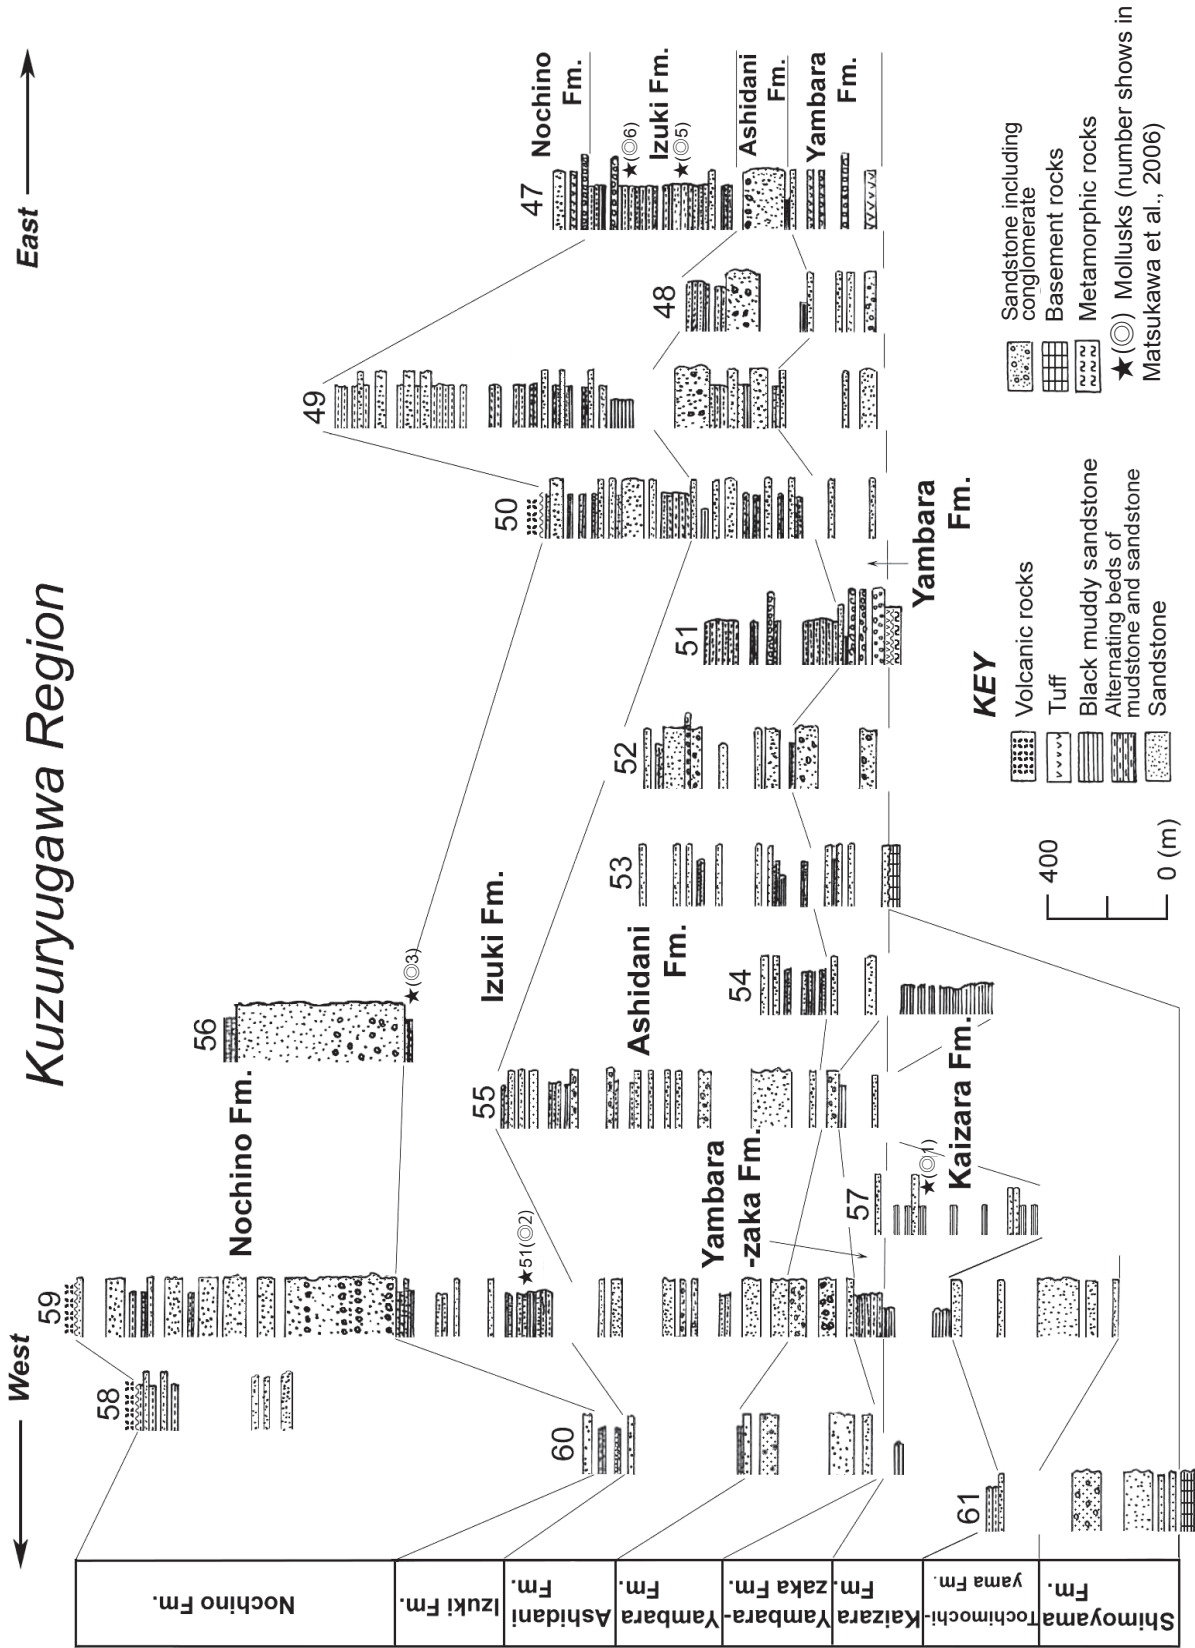 Kuzuryugawa Region
West
East
58
59
60
61
56
55
57
54
53
52
51
50
49
48
47
Nochino Fm.
★(◎3)
Izuki Fm.
★51(◎2)
Ashidani
Fm.
Yambara
-zaka Fm.
★(◎1)
Kaizara Fm.
Yambara
Fm.
Nochino
Fm.
★(◎6)
Izuki Fm.
★(◎5)
Ashidani
Fm.
Yambara
Fm.
Nochino Fm.
Izuki Fm.
Ashidani
Fm.
Yambara
Fm.
Yambara-
zaka Fm.
Kaizara
Fm.
Tochimochi-
yama Fm.
Shimoyama
Fm.
400
0 (m)
KEY
Volcanic rocks
Tuff
Black muddy sandstone
Alternating beds of
mudstone and sandstone
Sandstone
Sandstone including
conglomerate
Basement rocks
Metamorphic rocks
★(◎) Mollusks (number shows in
Matsukawa et al., 2006)